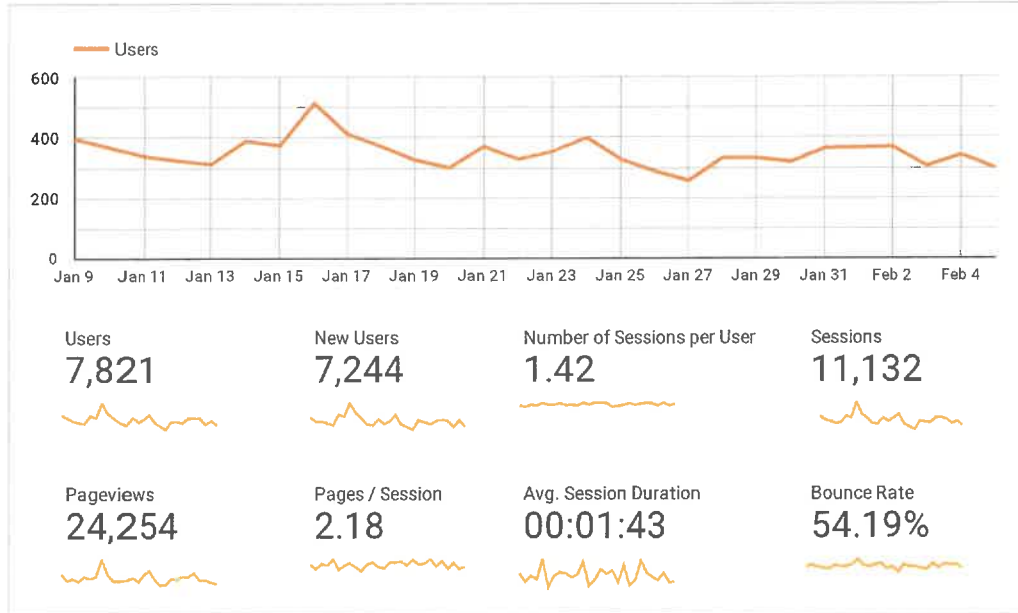 Users
600
400
200
0
Jan 9 Jan 11 Jan 13 Jan 15 Jan 17 Jan 19 Jan 21 Jan 23 Jan 25 Jan 27 Jan 29 Jan 31 Feb 2 Feb 4
Users New Users Number of Sessions per User Sessions
7,821 7,244 1.42 11,132
Pageviews Pages / Session Avg. Session Duration Bounce Rate
24,254 2.18 00:01:43 54.19%